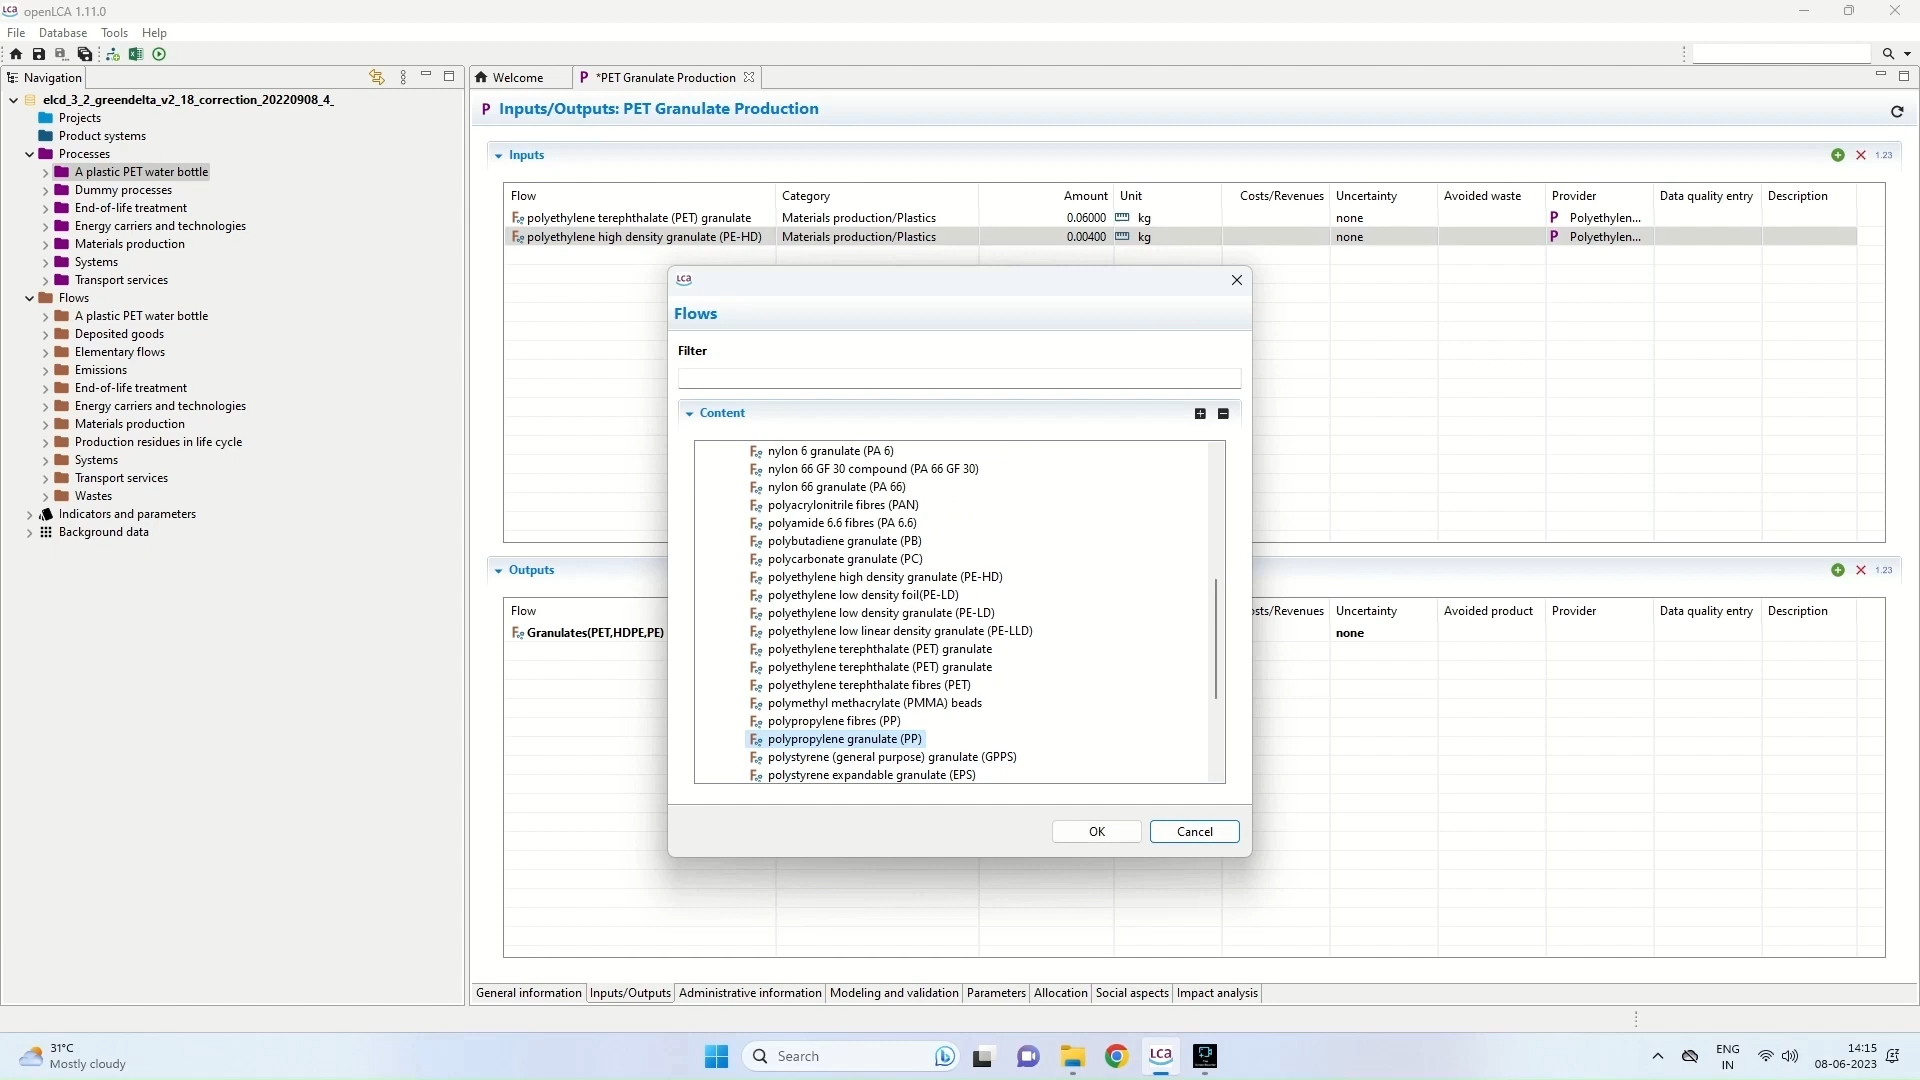 LCA openLCA 1.11.0
File Database Tools Help
Navigation
Welcome
P *PET Granulate Production
elcd_3_2_greendelta_v2_18_correction_20220908_4_
Projects
Product systems
Processes
A plastic PET water bottle
Dummy processes
End-of-life treatment
Energy carriers and technologies
Materials production
Systems
Transport services
Flows
A plastic PET water bottle
Deposited goods
Elementary flows
Emissions
End-of-life treatment
Energy carriers and technologies
Materials production
Production residues in life cycle
Systems
Transport services
Wastes
Indicators and parameters
Background data
P Inputs/Outputs: PET Granulate Production
Inputs
1.23
Flow Category Amount Unit Costs/Revenues Uncertainty Avoided waste Provider Data quality entry Description
polyethylene terephthalate (PET) granulate Materials production/Plastics 0.06000 kg none P Polyethylen...
polyethylene high density granulate (PE-HD) Materials production/Plastics 0.00400 kg none P Polyethylen...
LCA
Flows
Filter
Content
nylon 6 granulate (PA 6)
nylon 66 GF 30 compound (PA 66 GF 30)
nylon 66 granulate (PA 66)
polyacrylonitrile fibres (PAN)
polyamide 6.6 fibres (PA 6.6)
polybutadiene granulate (PB)
polycarbonate granulate (PC)
polyethylene high density granulate (PE-HD)
polyethylene low density foil(PE-LD)
polyethylene low density granulate (PE-LD)
polyethylene low linear density granulate (PE-LLD)
polyethylene terephthalate (PET) granulate
polyethylene terephthalate (PET) granulate
polyethylene terephthalate fibres (PET)
polymethyl methacrylate (PMMA) beads
polypropylene fibres (PP)
polypropylene granulate (PP)
polystyrene (general purpose) granulate (GPPS)
polystyrene expandable granulate (EPS)
OK Cancel
Outputs
1.23
Flow osts/Revenues Uncertainty Avoided product Provider Data quality entry Description
Granulates(PET,HDPE,PE) none
General information Inputs/Outputs Administrative information Modeling and validation Parameters Allocation Social aspects Impact analysis
31°C
Mostly cloudy
Search
LCA
ENG
IN
14:15
08-06-2023